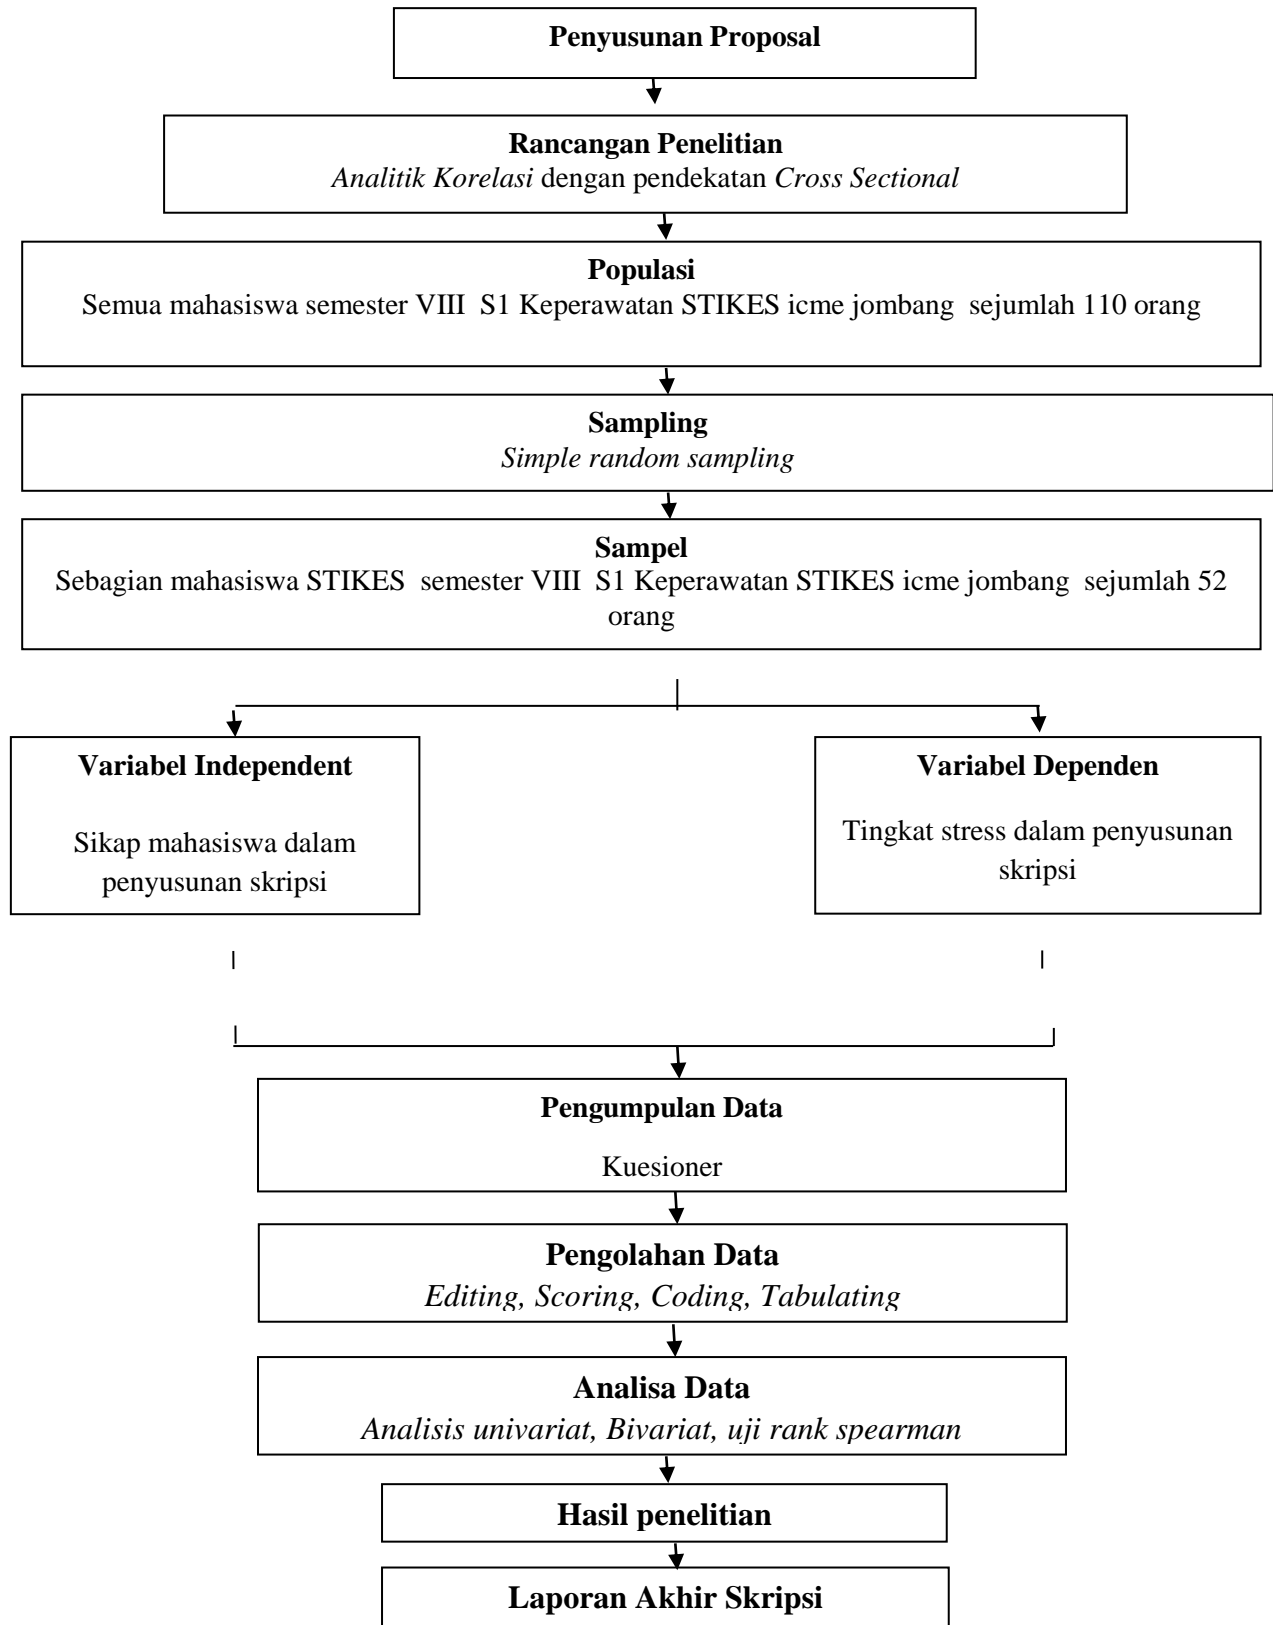 Penyusunan Proposal
Rancangan Penelitian
Analitik Korelasi dengan pendekatan Cross Sectional
Populasi
Semua mahasiswa semester VIII S1 Keperawatan STIKES icme jombang sejumlah 110 orang
Sampling
Simple random sampling
Sampel
Sebagian mahasiswa STIKES semester VIII S1 Keperawatan STIKES icme jombang sejumlah 52
orang
Variabel Independent
Sikap mahasiswa dalam
penyusunan skripsi
Variabel Dependen
Tingkat stress dalam penyusunan
skripsi
Pengumpulan Data
Kuesioner
Pengolahan Data
Editing, Scoring, Coding, Tabulating
Analisa Data
Analisis univariat, Bivariat, uji rank spearman
Hasil penelitian
Laporan Akhir Skripsi